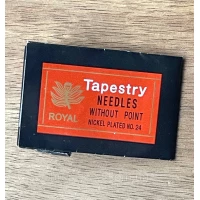 Tapestry
NEEDLES
WITHOUT POINT
NICKEL PLATED NO. 24
ROYAL